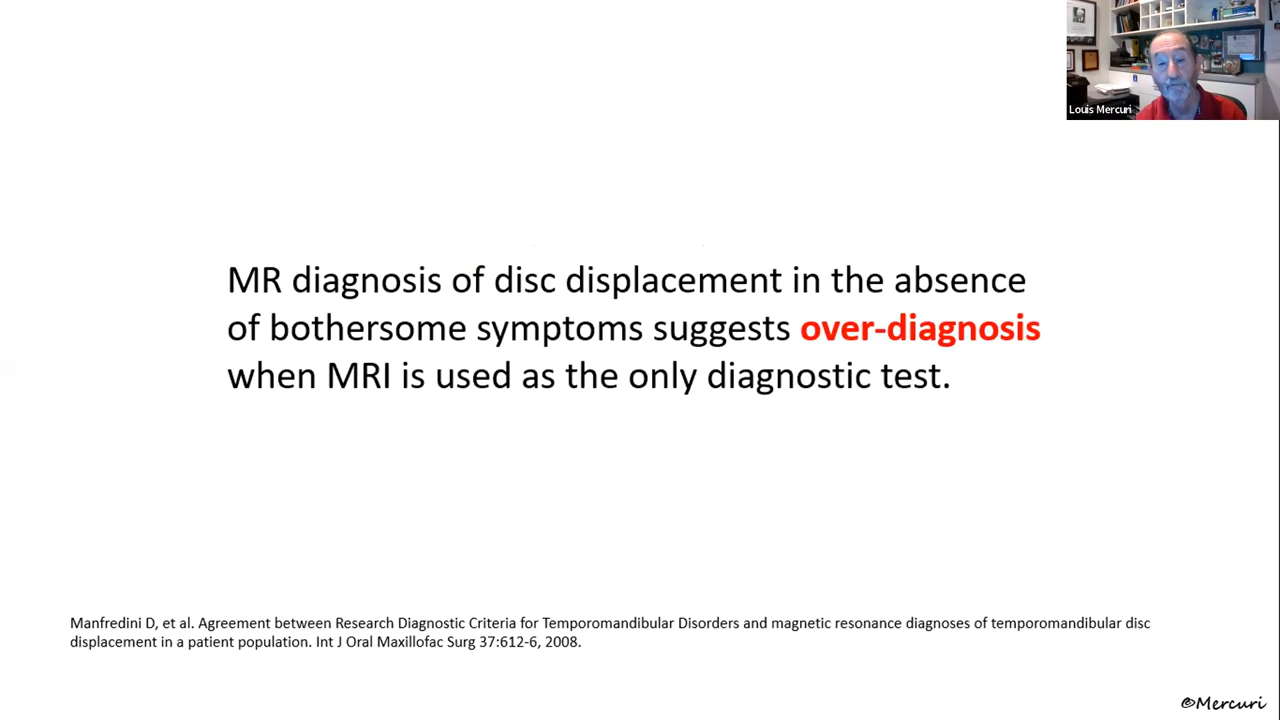 Louis Mercuri
MR diagnosis of disc displacement in the absence
of bothersome symptoms suggests over-diagnosis
when MRI is used as the only diagnostic test.
Manfredini D, et al. Agreement between Research Diagnostic Criteria for Temporomandibular Disorders and magnetic resonance diagnoses of temporomandibular disc
displacement in a patient population. Int J Oral Maxillofac Surg 37:612-6, 2008.
©Mercuri